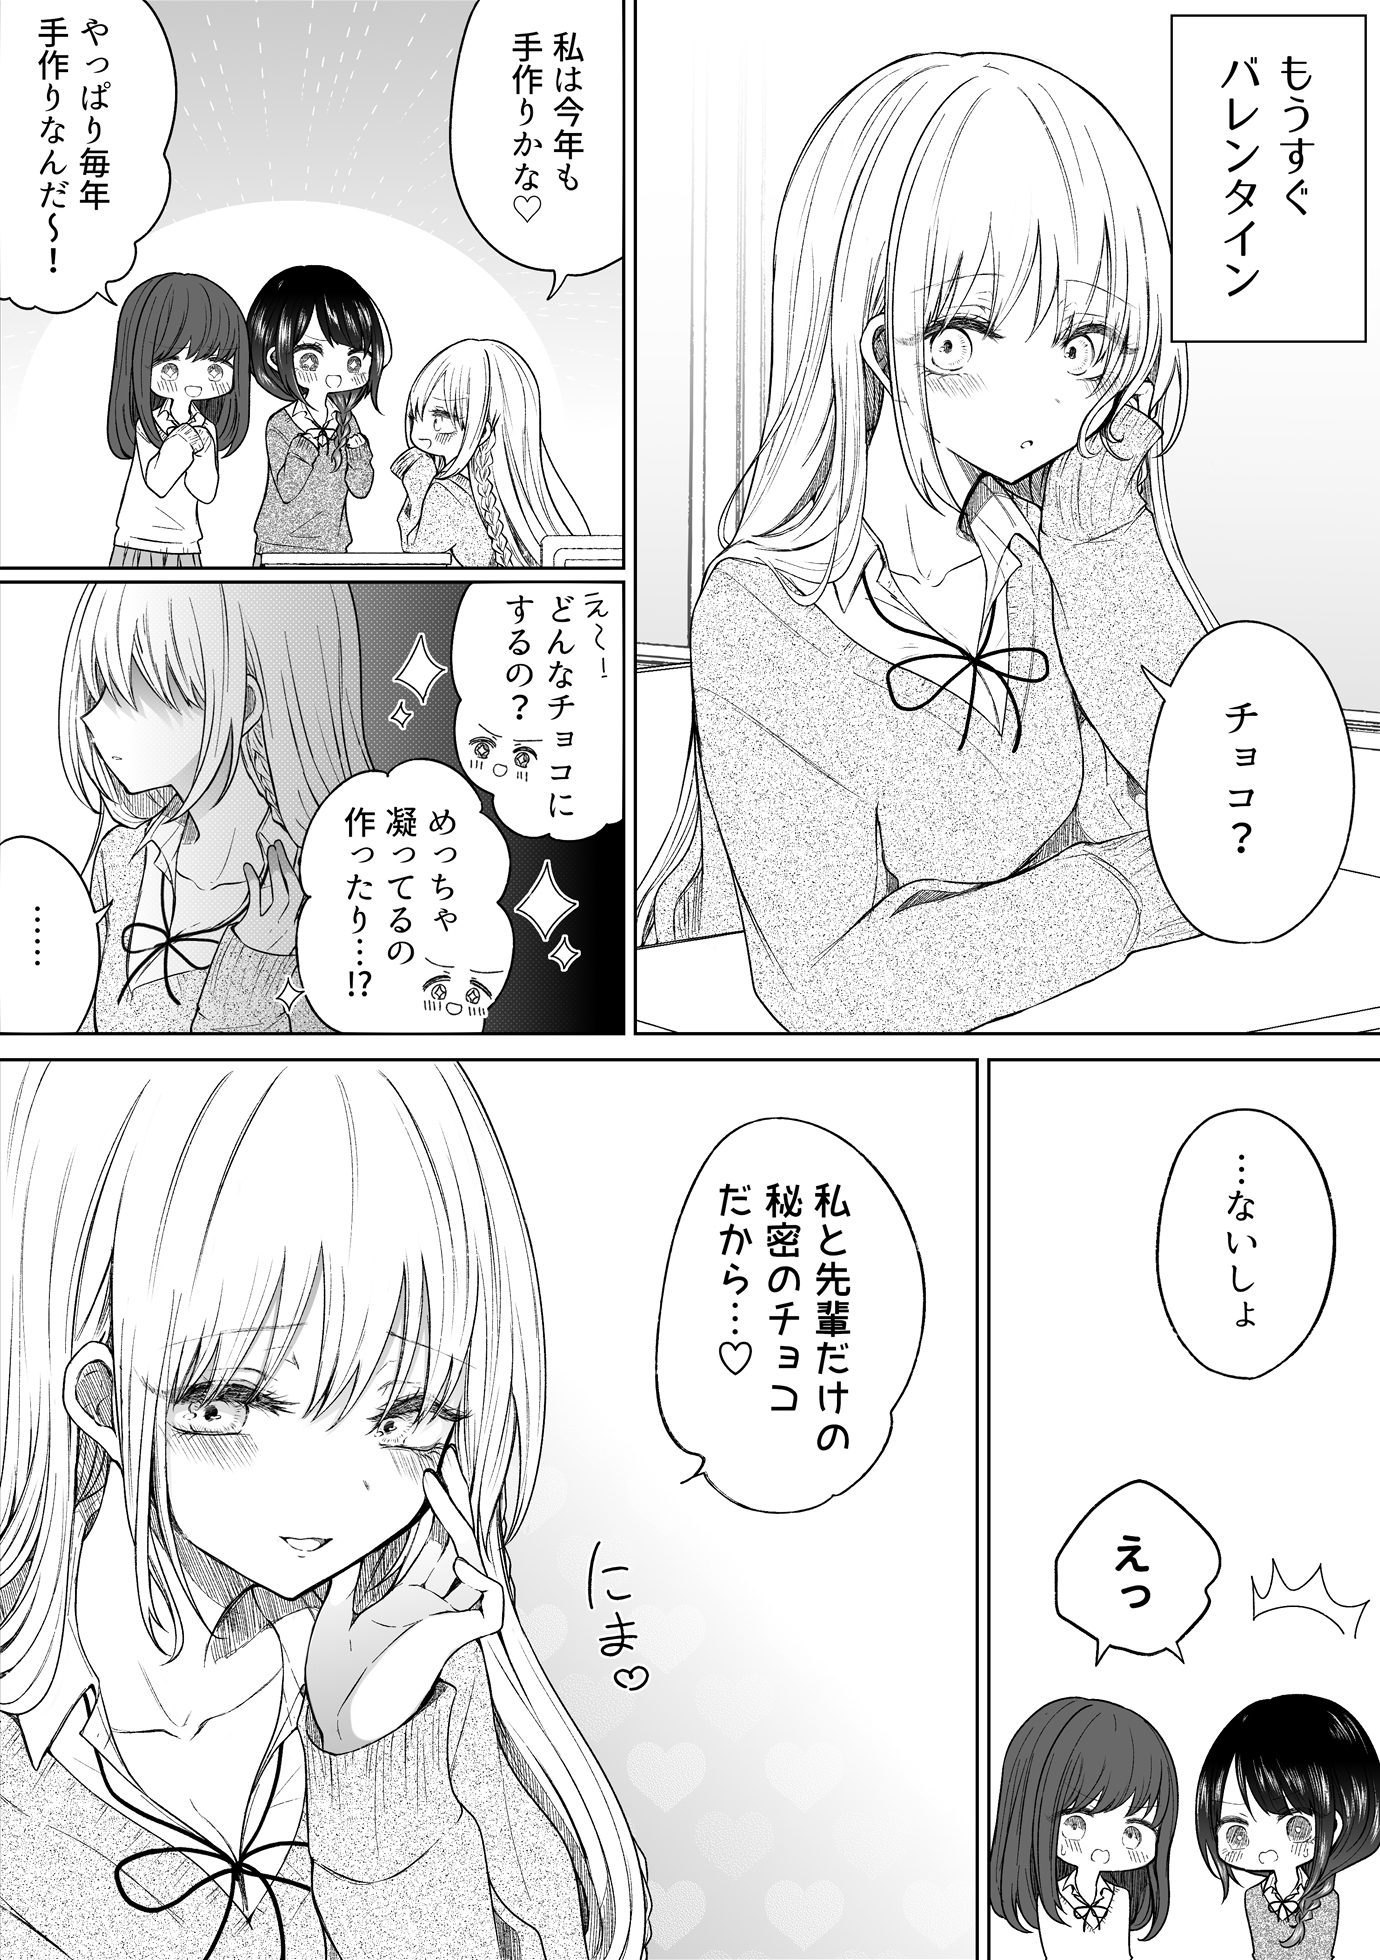 もうすぐ
バレンタイン
チョコ?
私は今年も
手作りかな♡
やっぱり毎年
手作りなんだ〜!
え〜ー
どんなチョコに
するの?
めっちゃ
凝ってるの
作ったり…!?
……
…ないしょ
えっ
私と先輩だけの
秘密のチョコ
だから…♡
にま♡